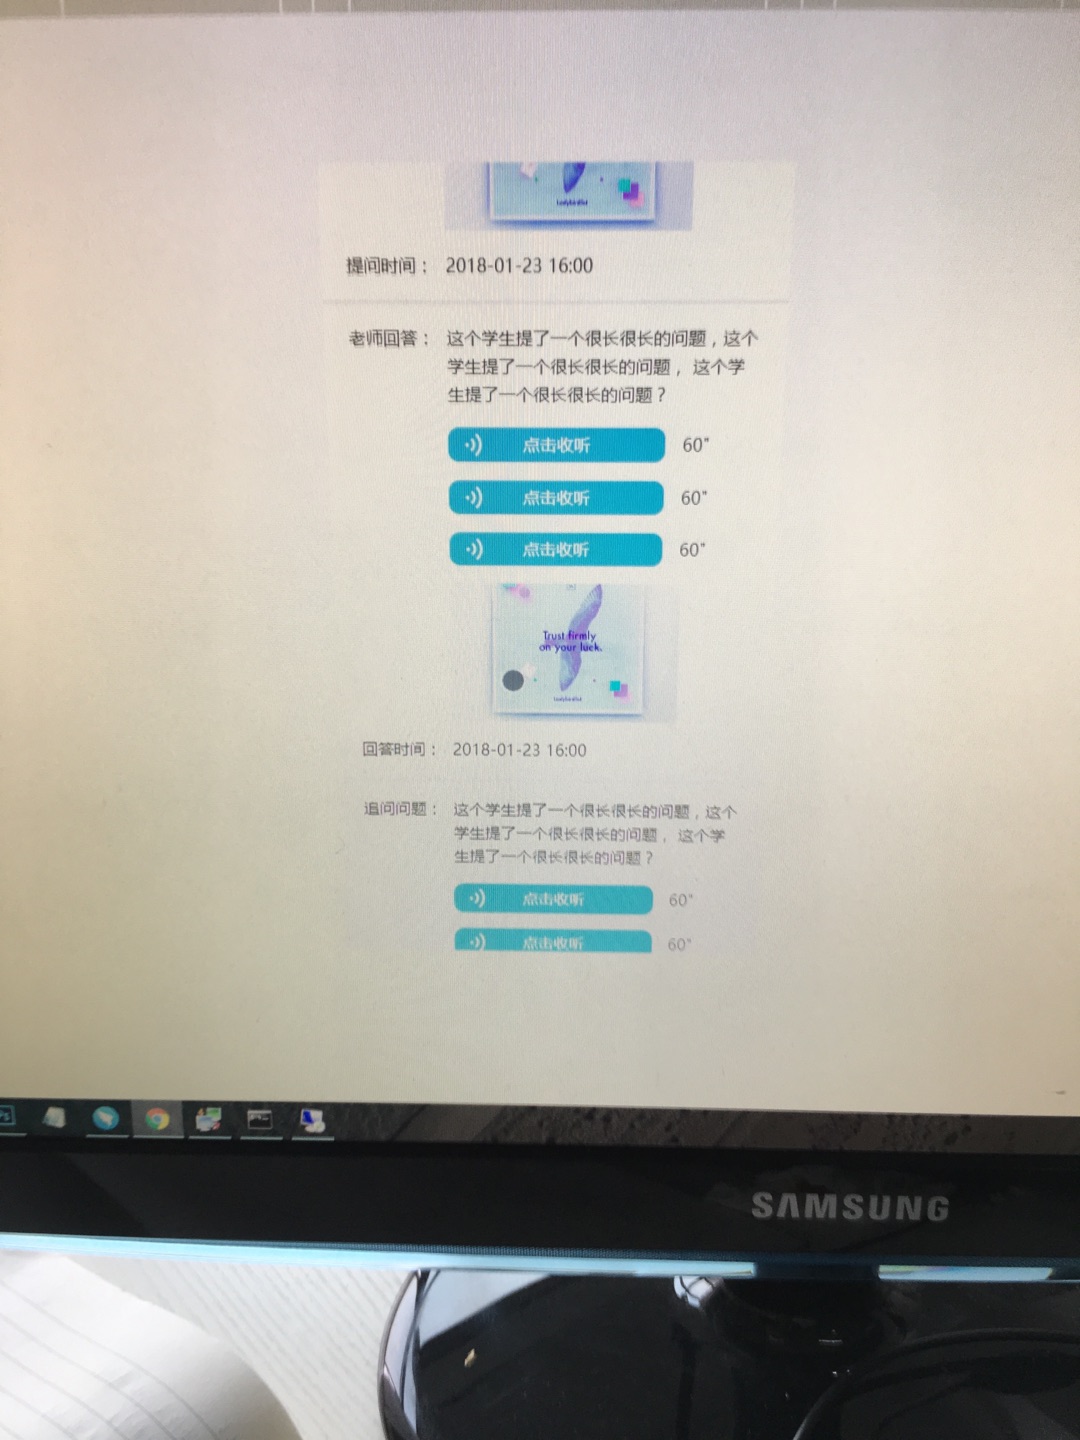 提问时间： 2018-01-23 16:00
老师回答： 这个学生提了一个很长很长的问题，这个
学生提了一个很长很长的问题， 这个学
生提了一个很长很长的问题？
点击收听 60"
点击收听 60"
点击收听 60"
Trust firmly
on your luck.
回答时间： 2018-01-23 16:00
追问问题： 这个学生提了一个很长很长的问题，这个
学生提了一个很长很长的问题， 这个学
生提了一个很长很长的问题？
点击收听 60"
点击收听 60"
SAMSUNG